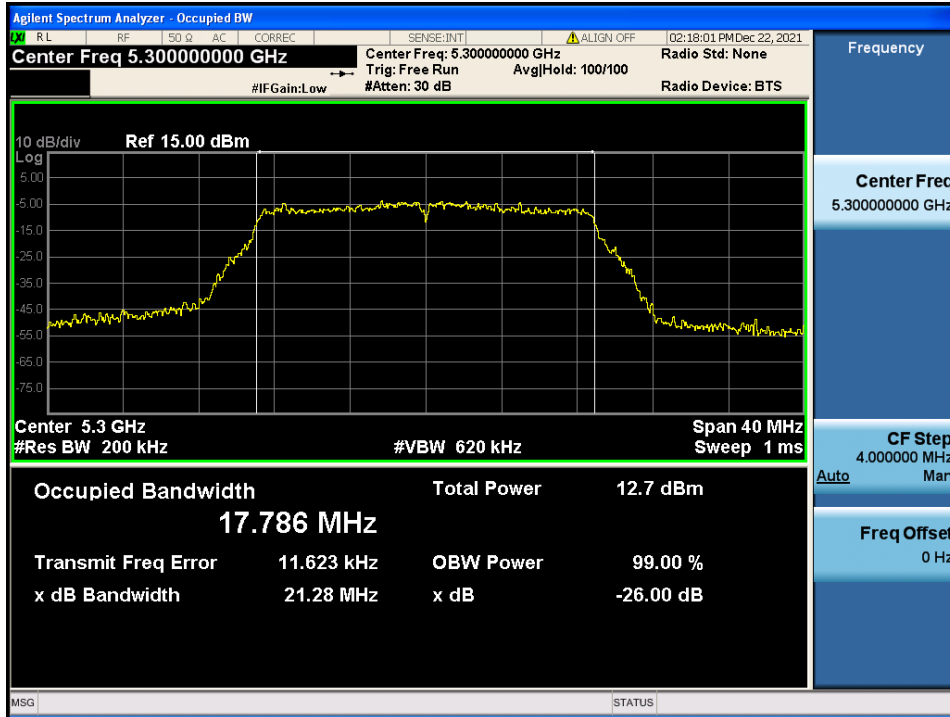 Agilent Spectrum Analyzer - Occupied BW
LXI RL RF 50 Ω AC CORREC SENSE:INT ALIGN OFF 02:18:01 PM Dec 22, 2021
Center Freq 5.300000000 GHz Center Freq: 5.300000000 GHz Radio Std: None
Trig: Free Run Avg|Hold: 100/100
#IFGain:Low #Atten: 30 dB Radio Device: BTS
Frequency
10 dB/div Ref 15.00 dBm
Log
5.00
-5.00
-15.0
-25.0
-35.0
-45.0
-55.0
-65.0
-75.0
Center Freq
5.300000000 GHz
Center 5.3 GHz Span 40 MHz
#Res BW 200 kHz #VBW 620 kHz Sweep 1 ms
CF Step
4.000000 MHz
Auto Man
Occupied Bandwidth Total Power 12.7 dBm
17.786 MHz
Transmit Freq Error 11.623 kHz OBW Power 99.00 %
x dB Bandwidth 21.28 MHz x dB -26.00 dB
Freq Offset
0 Hz
MSG STATUS